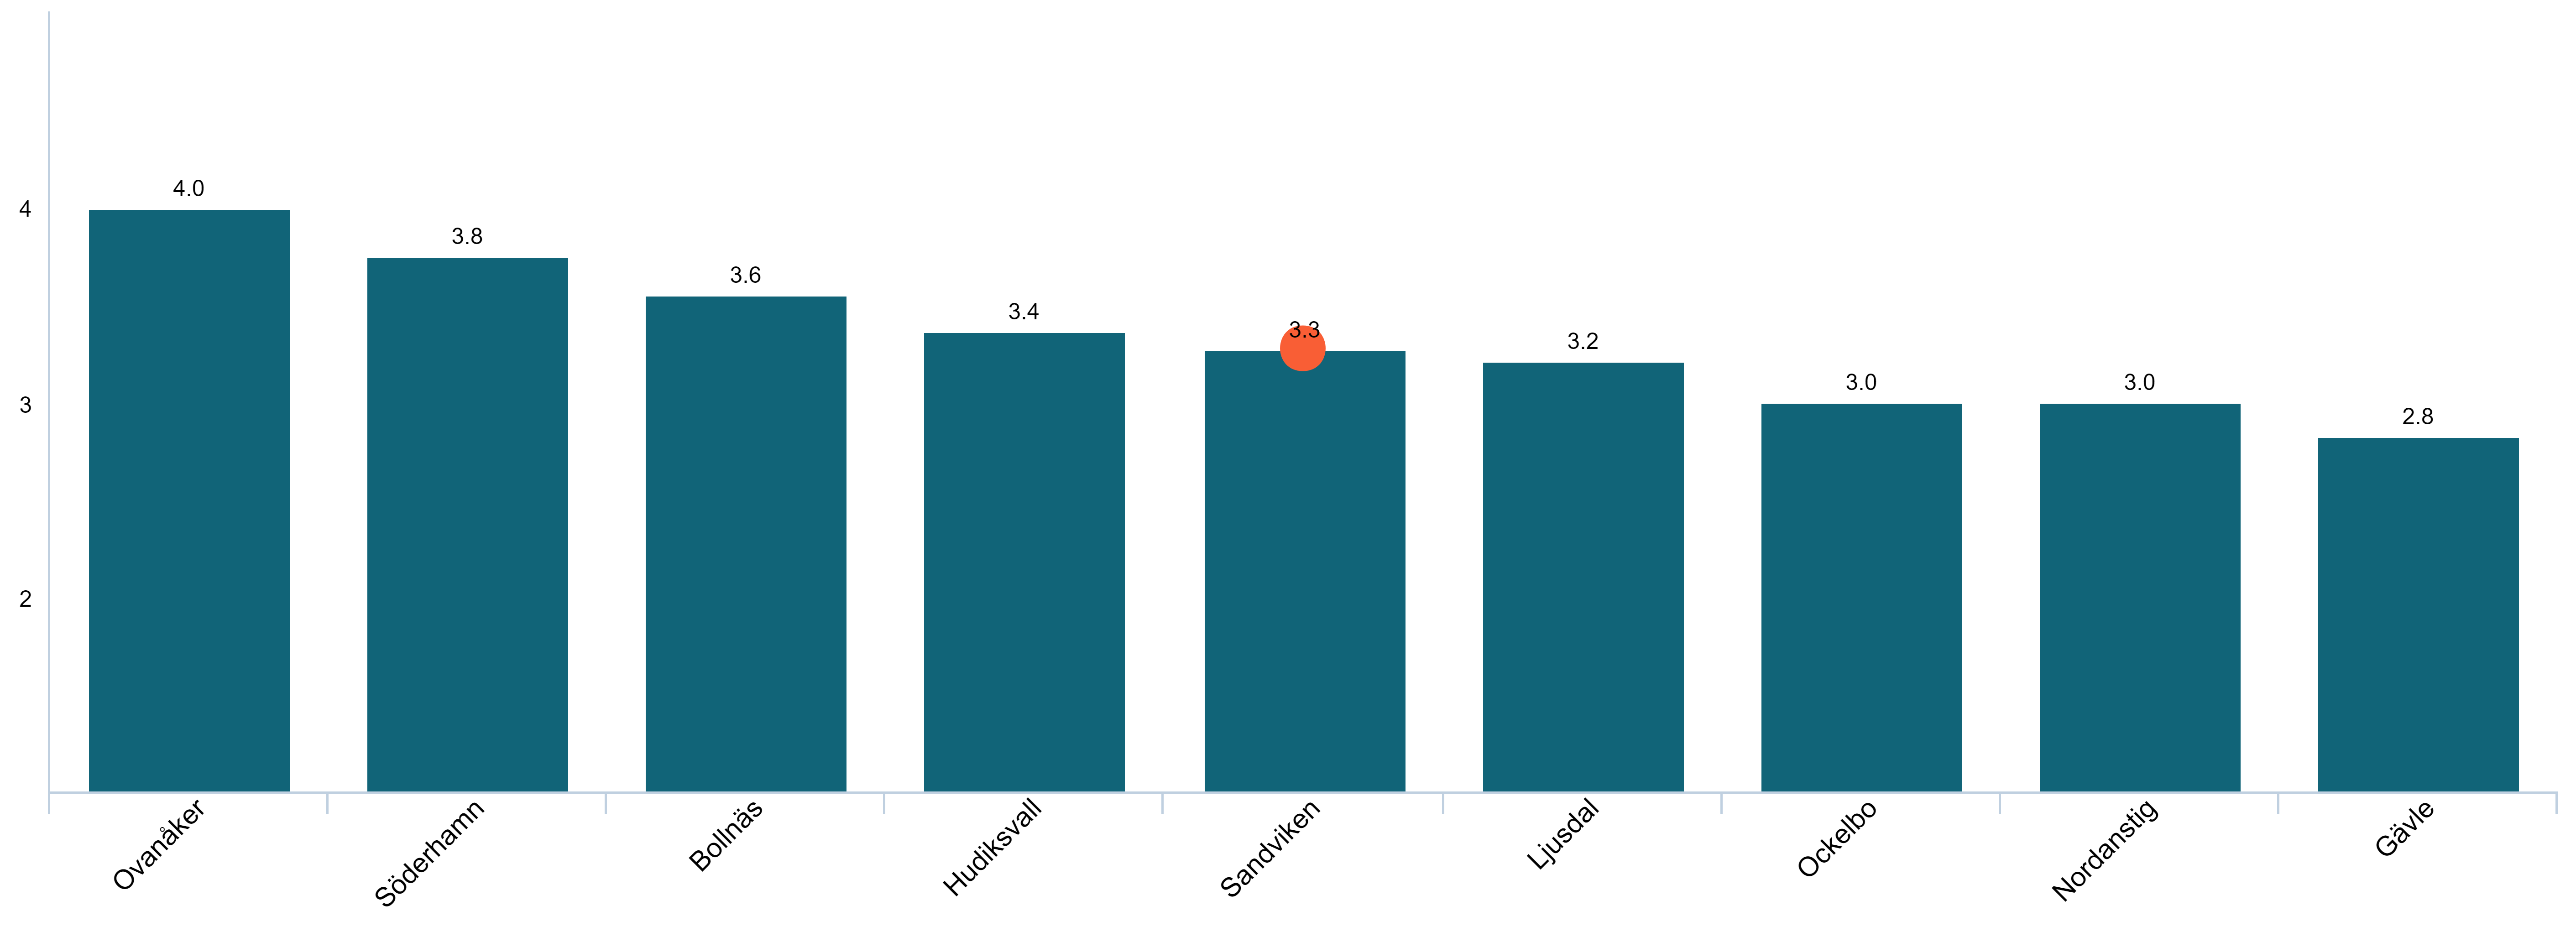 4.0
4
3.8
3.6
3.4
3.3
3.2
3.0
3.0
3
2.8
2
Ovanåker
Söderhamn
Bollnäs
Hudiksvall
Sandviken
Ljusdal
Ockelbo
Nordanstig
Gävle